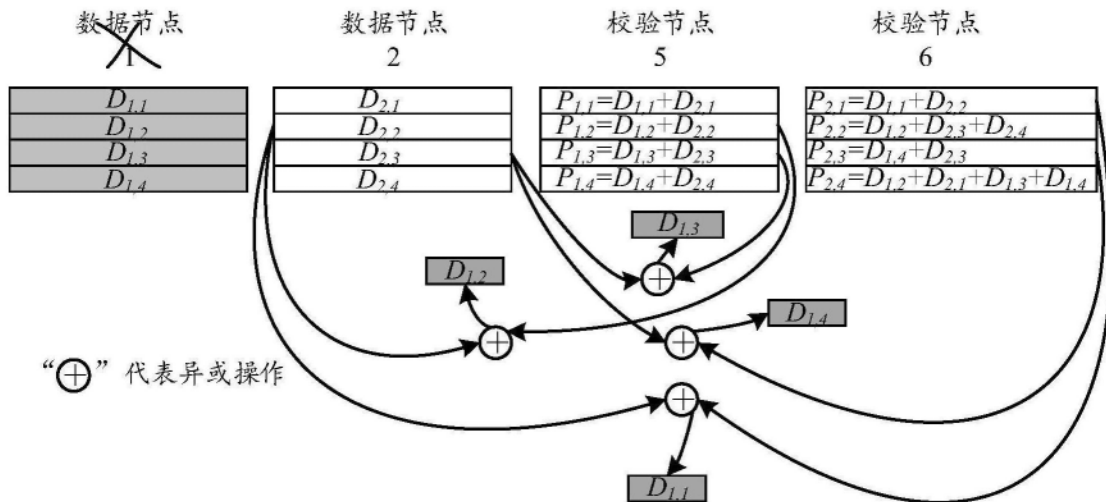 数据节点 数据节点 校验节点 校验节点
1 2 5 6
D1,1 D2,1 P1,1=D1,1+D2,1 P2,1=D1,1+D2,2
D1,2 D2,2 P1,2=D1,2+D2,2 P2,2=D1,2+D2,3+D2,4
D1,3 D2,3 P1,3=D1,3+D2,3 P2,3=D1,4+D2,3
D1,4 D2,4 P1,4=D1,4+D2,4 P2,4=D1,2+D2,1+D1,3+D1,4
D1,3
D1,2
D1,4
“⊕” 代表异或操作
D1,1